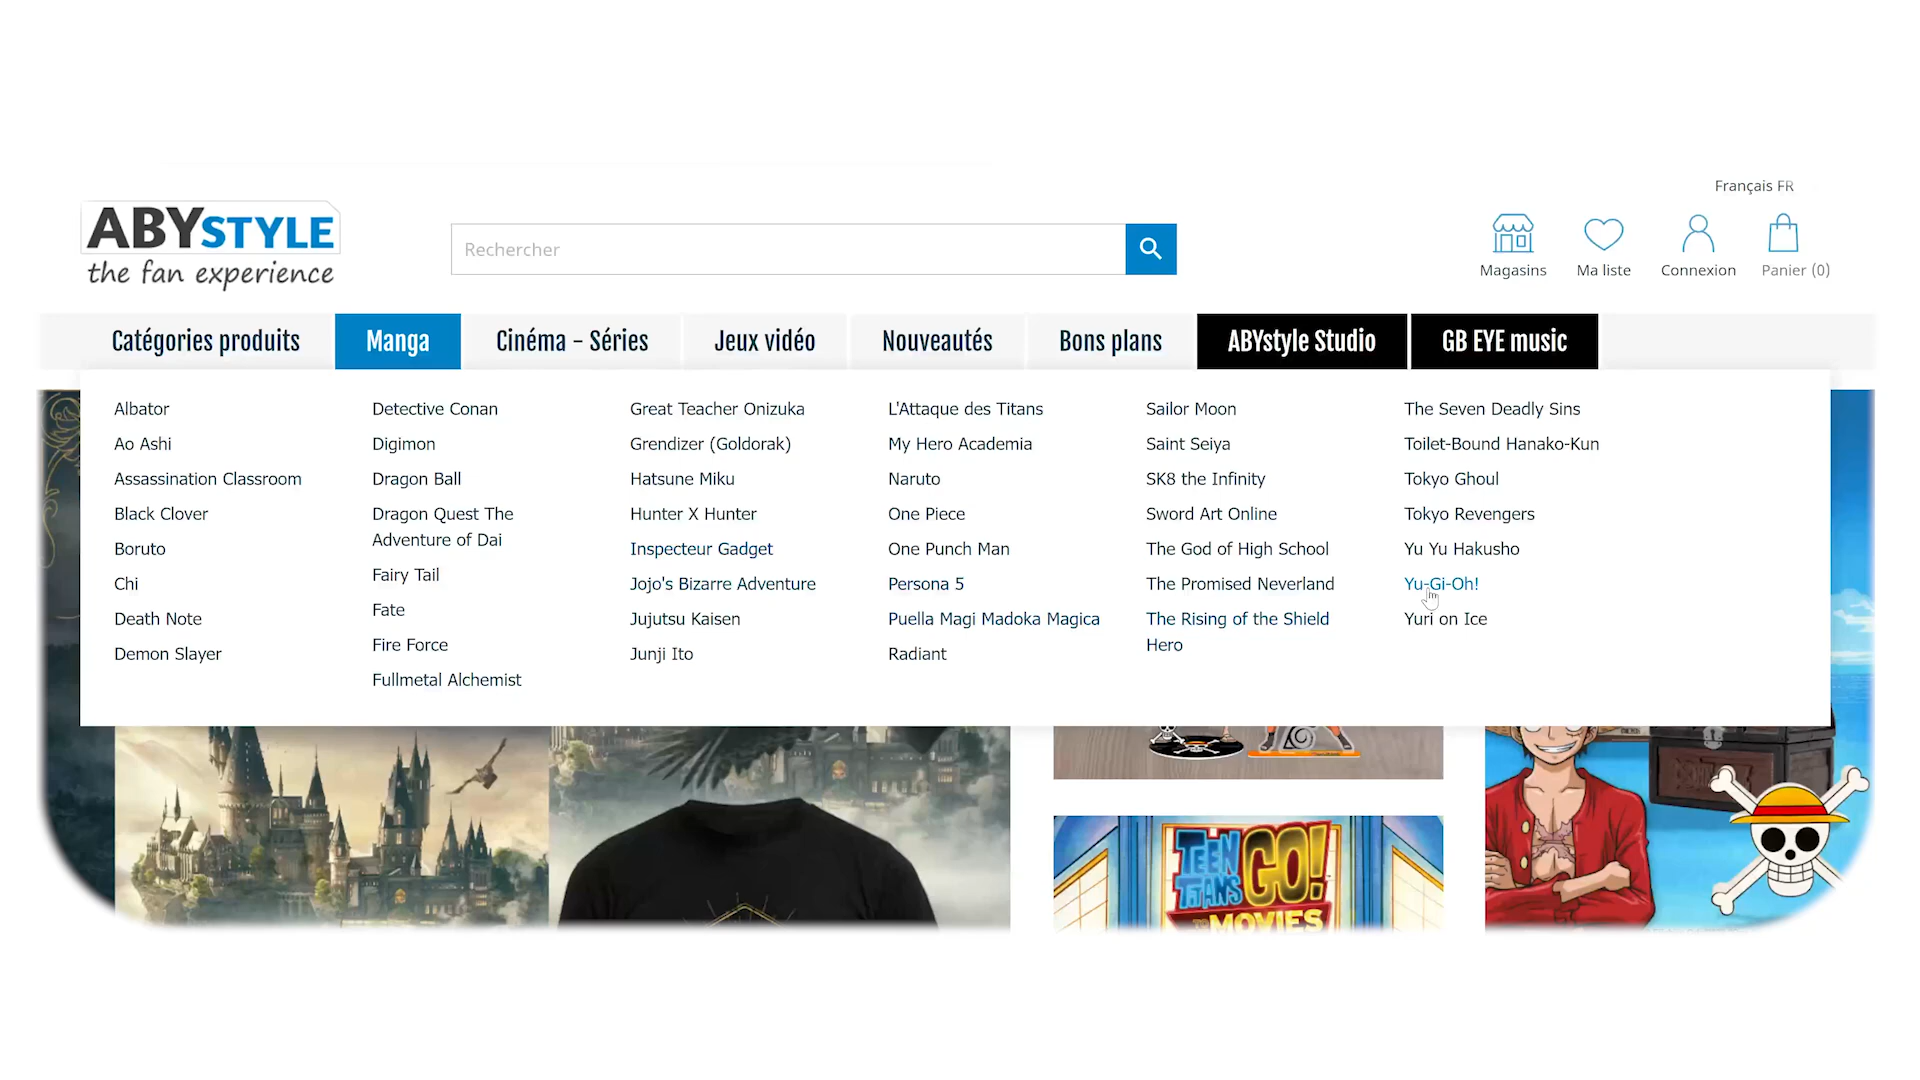 Français FR
ABYSTYLE
the fan experience
Rechercher
Magasins
Ma liste
Connexion
Panier (0)
Catégories produits
Manga
Cinéma - Séries
Jeux vidéo
Nouveautés
Bons plans
ABYstyle Studio
GB EYE music
Albator
Ao Ashi
Assassination Classroom
Black Clover
Boruto
Chi
Death Note
Demon Slayer
Detective Conan
Digimon
Dragon Ball
Dragon Quest The
Adventure of Dai
Fairy Tail
Fate
Fire Force
Fullmetal Alchemist
Great Teacher Onizuka
Grendizer (Goldorak)
Hatsune Miku
Hunter X Hunter
Inspecteur Gadget
Jojo's Bizarre Adventure
Jujutsu Kaisen
Junji Ito
L'Attaque des Titans
My Hero Academia
Naruto
One Piece
One Punch Man
Persona 5
Puella Magi Madoka Magica
Radiant
Sailor Moon
Saint Seiya
SK8 the Infinity
Sword Art Online
The God of High School
The Promised Neverland
The Rising of the Shield
Hero
The Seven Deadly Sins
Toilet-Bound Hanako-Kun
Tokyo Ghoul
Tokyo Revengers
Yu Yu Hakusho
Yu-Gi-Oh!
Yuri on Ice
TEEN
TITANS
GO!
TO
MOVIES